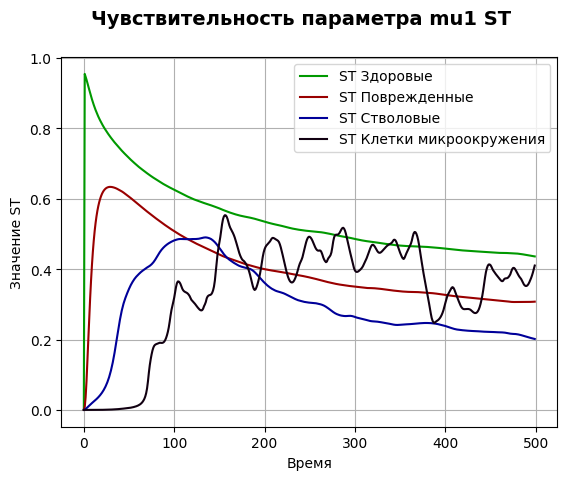 Чувствительность параметра mu1 ST
1.0
ST Здоровые
ST Поврежденные
0.8
ST Стволовые
ST Клетки микроокружения
0.6
Значение ST
0.4
0.2
0.0
0 100 200 300 400 500
Время